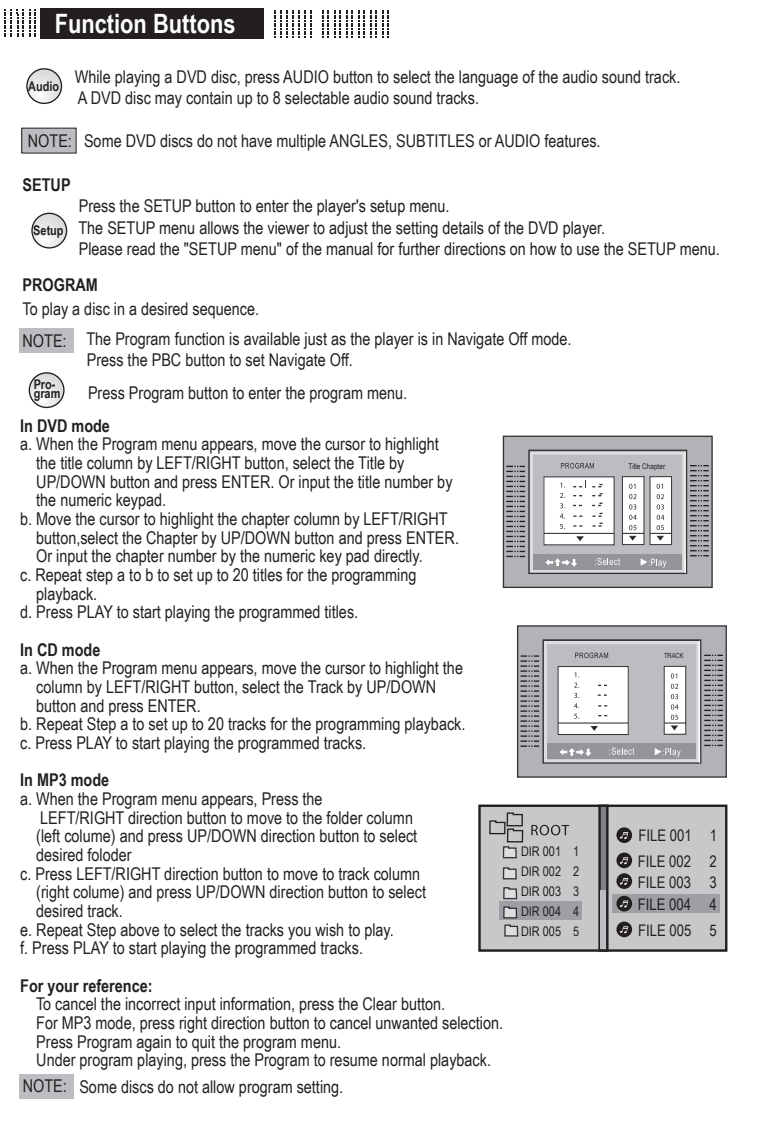 Function Buttons
Audio
While playing a DVD disc, press AUDIO button to select the language of the audio sound track.
A DVD disc may contain up to 8 selectable audio sound tracks.
NOTE: Some DVD discs do not have multiple ANGLES, SUBTITLES or AUDIO features.
SETUP
Press the SETUP button to enter the player's setup menu.
Setup
The SETUP menu allows the viewer to adjust the setting details of the DVD player.
Please read the "SETUP menu" of the manual for further directions on how to use the SETUP menu.
PROGRAM
To play a disc in a desired sequence.
NOTE: The Program function is available just as the player is in Navigate Off mode.
Press the PBC button to set Navigate Off.
Pro-
gram
Press Program button to enter the program menu.
In DVD mode
a. When the Program menu appears, move the cursor to highlight
the title column by LEFT/RIGHT button, select the Title by
UP/DOWN button and press ENTER. Or input the title number by
the numeric keypad.
b. Move the cursor to highlight the chapter column by LEFT/RIGHT
button,select the Chapter by UP/DOWN button and press ENTER.
Or input the chapter number by the numeric key pad directly.
c. Repeat step a to b to set up to 20 titles for the programming
playback.
d. Press PLAY to start playing the programmed titles.
PROGRAM Title Chapter
1. - - - - 01 01
2. - - - - 02 02
3. - - - - 03 03
4. - - - - 04 04
5. - - - - 05 05
:Select :Play
In CD mode
a. When the Program menu appears, move the cursor to highlight the
column by LEFT/RIGHT button, select the Track by UP/DOWN
button and press ENTER.
b. Repeat Step a to set up to 20 tracks for the programming playback.
c. Press PLAY to start playing the programmed tracks.
PROGRAM TRACK
1. 01
2. - - 02
3. - - 03
4. - - 04
5. - - 05
:Select :Play
In MP3 mode
a. When the Program menu appears, Press the
LEFT/RIGHT direction button to move to the folder column
(left colume) and press UP/DOWN direction button to select
desired foloder
c. Press LEFT/RIGHT direction button to move to track column
(right colume) and press UP/DOWN direction button to select
desired track.
e. Repeat Step above to select the tracks you wish to play.
f. Press PLAY to start playing the programmed tracks.
ROOT
DIR 001 1
DIR 002 2
DIR 003 3
DIR 004 4
DIR 005 5
FILE 001 1
FILE 002 2
FILE 003 3
FILE 004 4
FILE 005 5
For your reference:
To cancel the incorrect input information, press the Clear button.
For MP3 mode, press right direction button to cancel unwanted selection.
Press Program again to quit the program menu.
Under program playing, press the Program to resume normal playback.
NOTE: Some discs do not allow program setting.